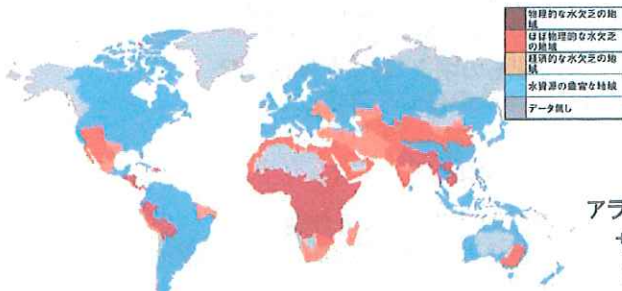 物理的な水欠乏の地
域
ほぼ物理的な水欠乏
の地域
経済的な水欠乏の地
域
水資源の豊富な地域
データ無し
アラ